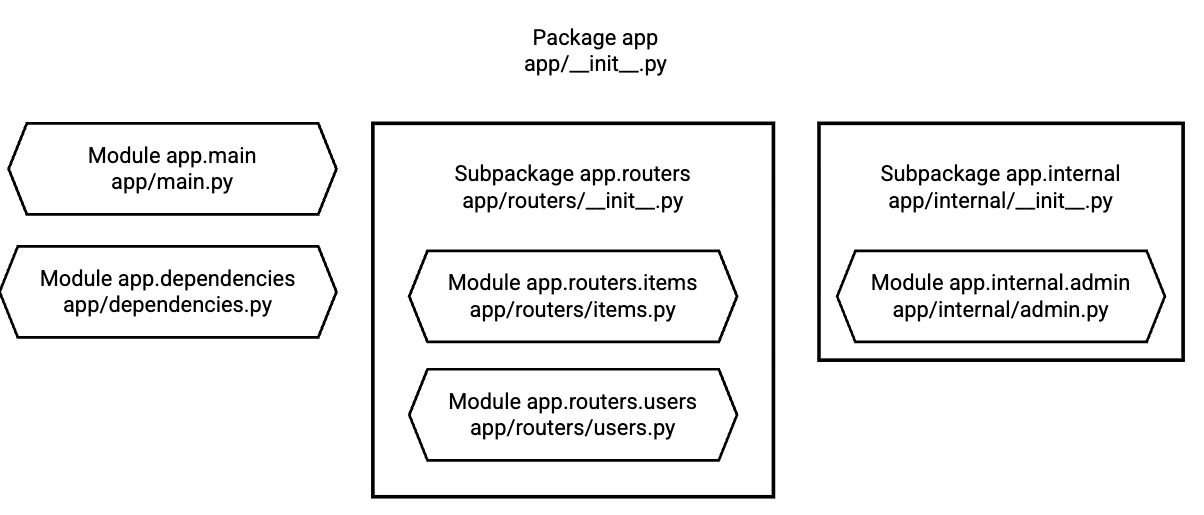 Package app
app/__init__.py
Module app.main
app/main.py
Module app.dependencies
app/dependencies.py
Subpackage app.routers
app/routers/__init__.py
Module app.routers.items
app/routers/items.py
Module app.routers.users
app/routers/users.py
Subpackage app.internal
app/internal/__init__.py
Module app.internal.admin
app/internal/admin.py